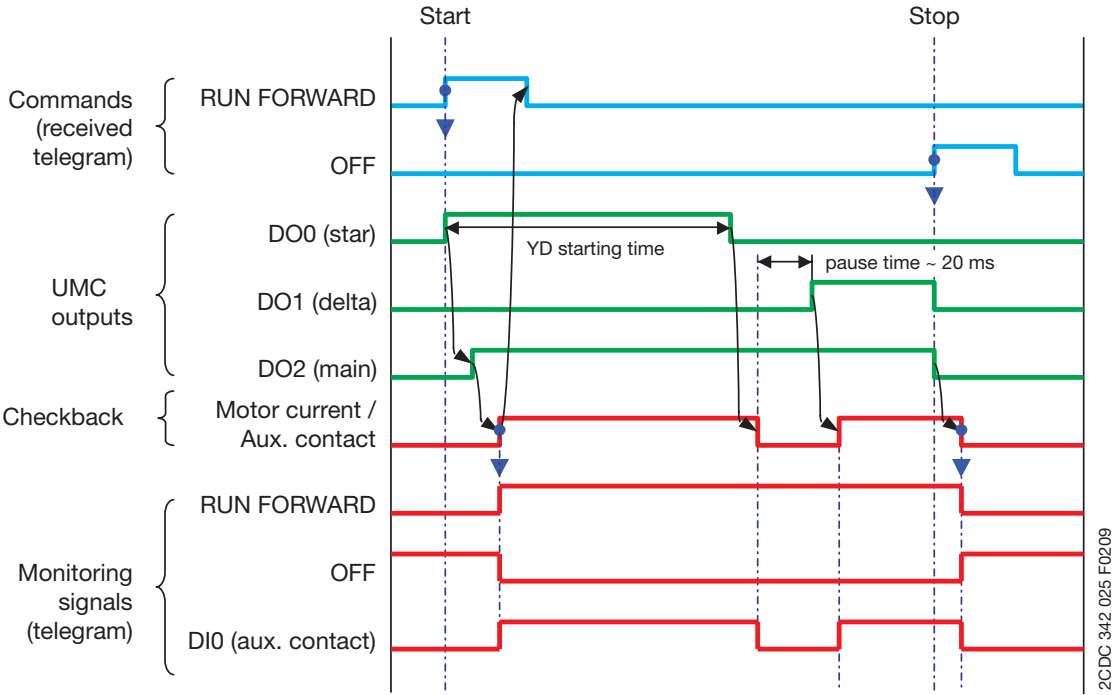 Start
Stop
Commands
(received
telegram)
RUN FORWARD
OFF
UMC
outputs
DO0 (star)
YD starting time
pause time ~ 20 ms
DO1 (delta)
DO2 (main)
Checkback
Motor current /
Aux. contact
Monitoring
signals
(telegram)
RUN FORWARD
OFF
DI0 (aux. contact)
2CDC 342 025 F0209